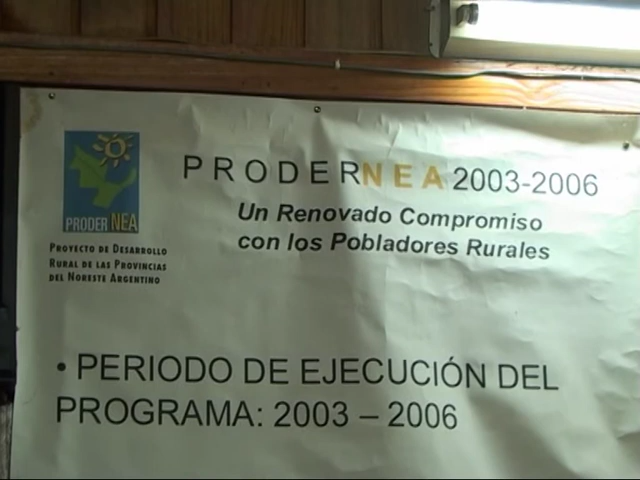 PRODERNEA 2003-2006
Un Renovado Compromiso
con los Pobladores Rurales
PRODER NEA
PROYECTO DE DESARROLLO
RURAL DE LAS PROVINCIAS
DEL NORESTE ARGENTINO
• PERIODO DE EJECUCIÓN DEL
PROGRAMA: 2003 – 2006